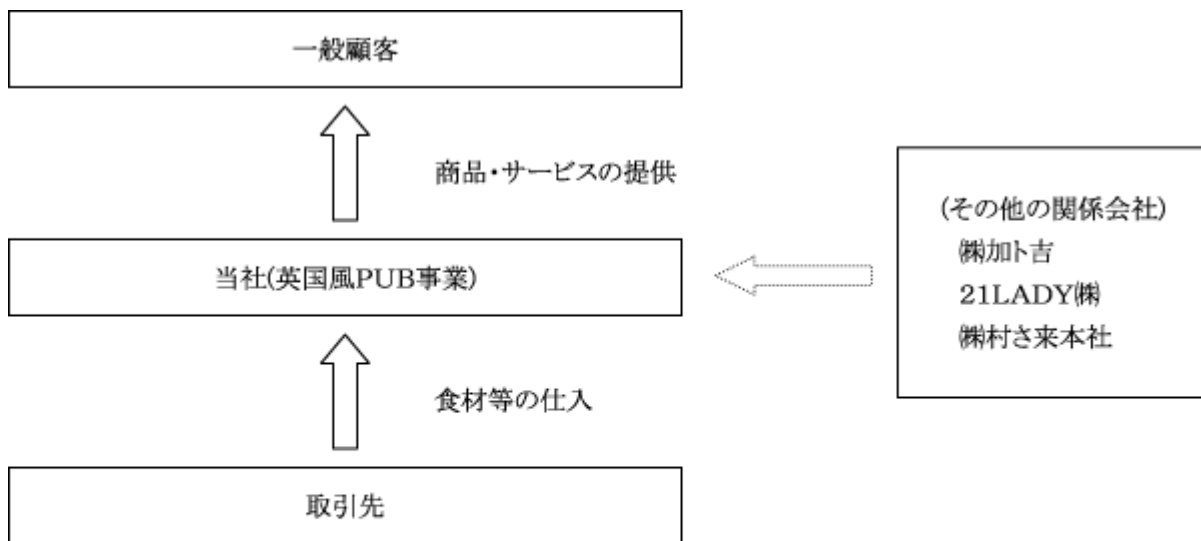 一般顧客
商品・サービスの提供
当社(英国風PUB事業)
食材等の仕入
取引先
(その他の関係会社)
㈱加ト吉
21LADY㈱
㈱村さ来本社